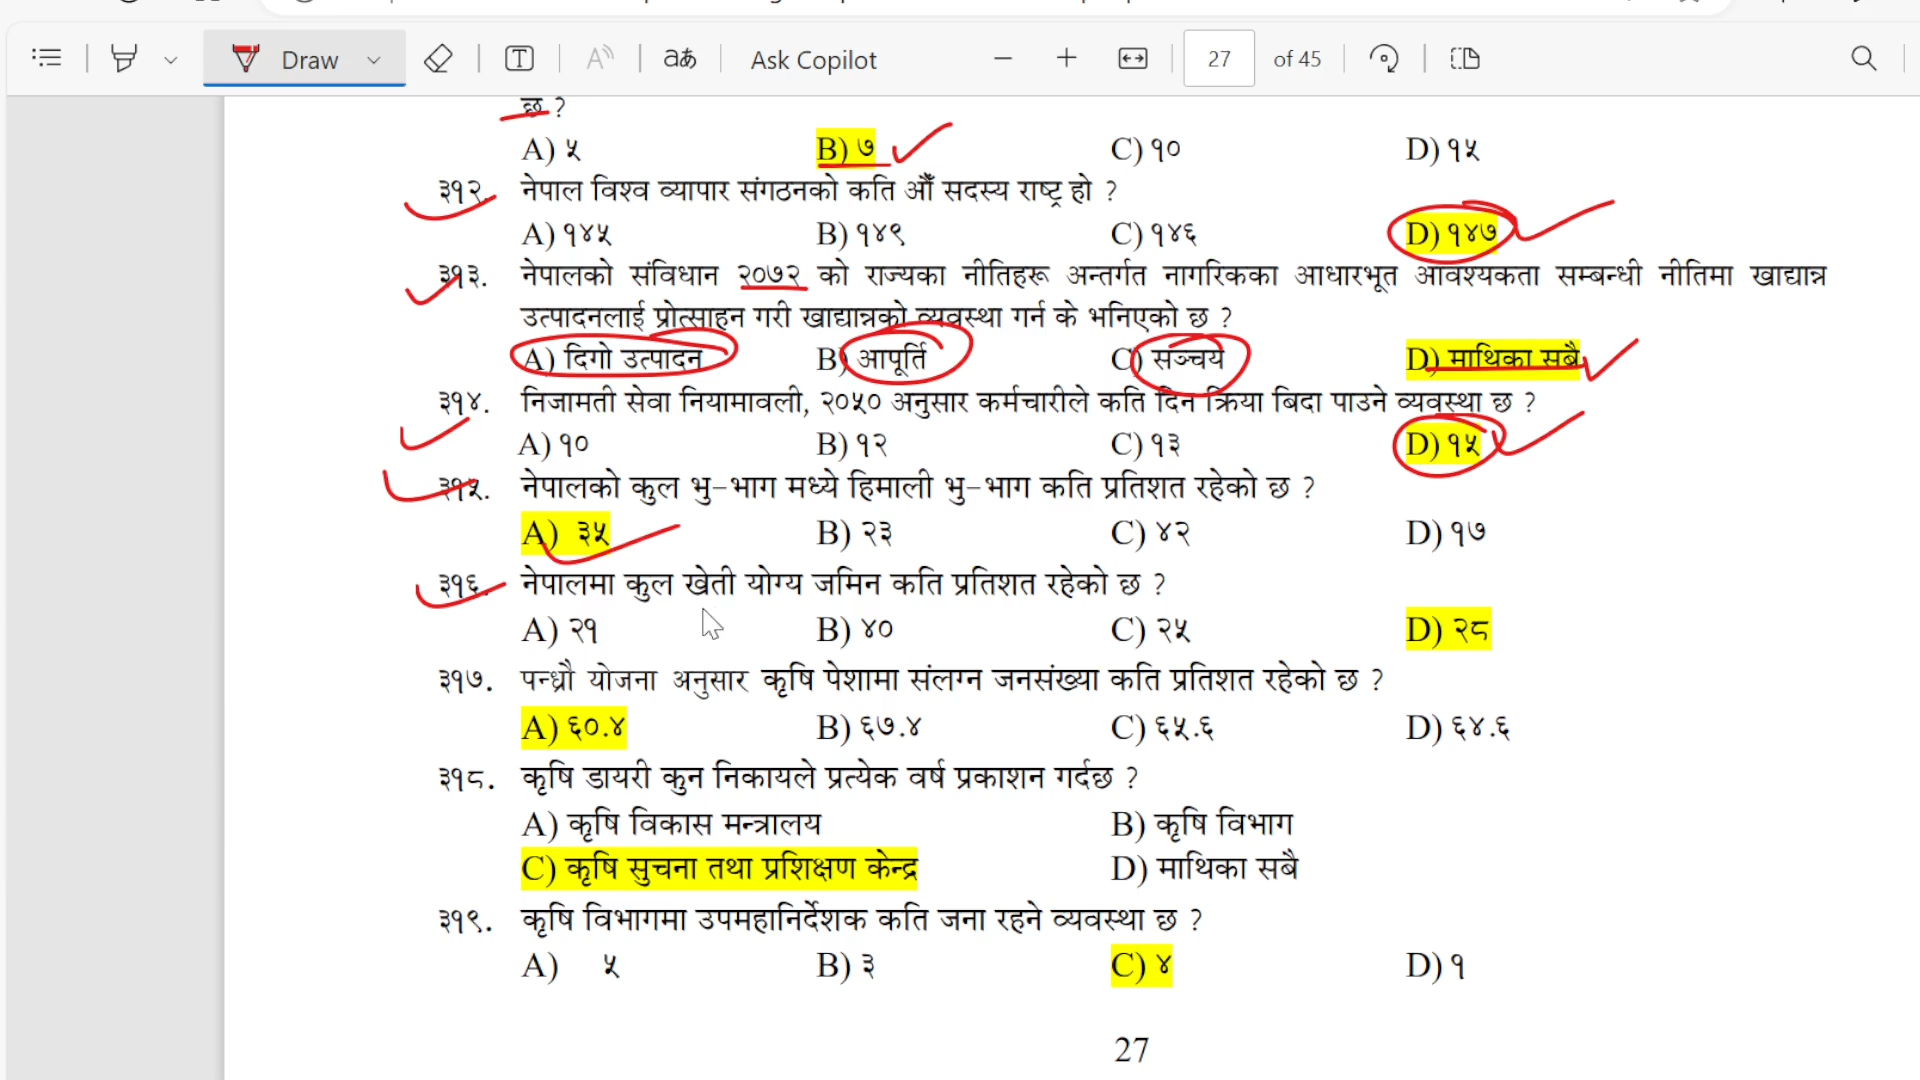 Draw
Ask Copilot
27
of 45
छ ?
A) ५ B) ७ C) १० D) १५
३१२. नेपाल विश्व व्यापार संगठनको कति औं सदस्य राष्ट्र हो ?
A) १४५ B) १४९ C) १४६ D) १४७
३१३. नेपालको संविधान २०७२ को राज्यका नीतिहरू अन्तर्गत नागरिकका आधारभूत आवश्यकता सम्बन्धी नीतिमा खाद्यान्न
उत्पादनलाई प्रोत्साहन गरी खाद्यान्नको व्यवस्था गर्न के भनिएको छ ?
A) दिगो उत्पादन B) आपूर्ति C) सञ्चय D) माथिका सबै
३१४. निजामती सेवा नियामावली, २०५० अनुसार कर्मचारीले कति दिन क्रिया बिदा पाउने व्यवस्था छ ?
A) १० B) १२ C) १३ D) १५
३१५. नेपालको कुल भु-भाग मध्ये हिमाली भु-भाग कति प्रतिशत रहेको छ ?
A) ३५ B) २३ C) ४२ D) १७
३१६. नेपालमा कुल खेती योग्य जमिन कति प्रतिशत रहेको छ ?
A) २१ B) ४० C) २५ D) २८
३१७. पन्ध्रौ योजना अनुसार कृषि पेशामा संलग्न जनसंख्या कति प्रतिशत रहेको छ ?
A) ६०.४ B) ६७.४ C) ६५.६ D) ६४.६
३१८. कृषि डायरी कुन निकायले प्रत्येक वर्ष प्रकाशन गर्दछ ?
A) कृषि विकास मन्त्रालय B) कृषि विभाग
C) कृषि सुचना तथा प्रशिक्षण केन्द्र D) माथिका सबै
३१९. कृषि विभागमा उपमहानिर्देशक कति जना रहने व्यवस्था छ ?
A) ५ B) ३ C) ४ D) १
27